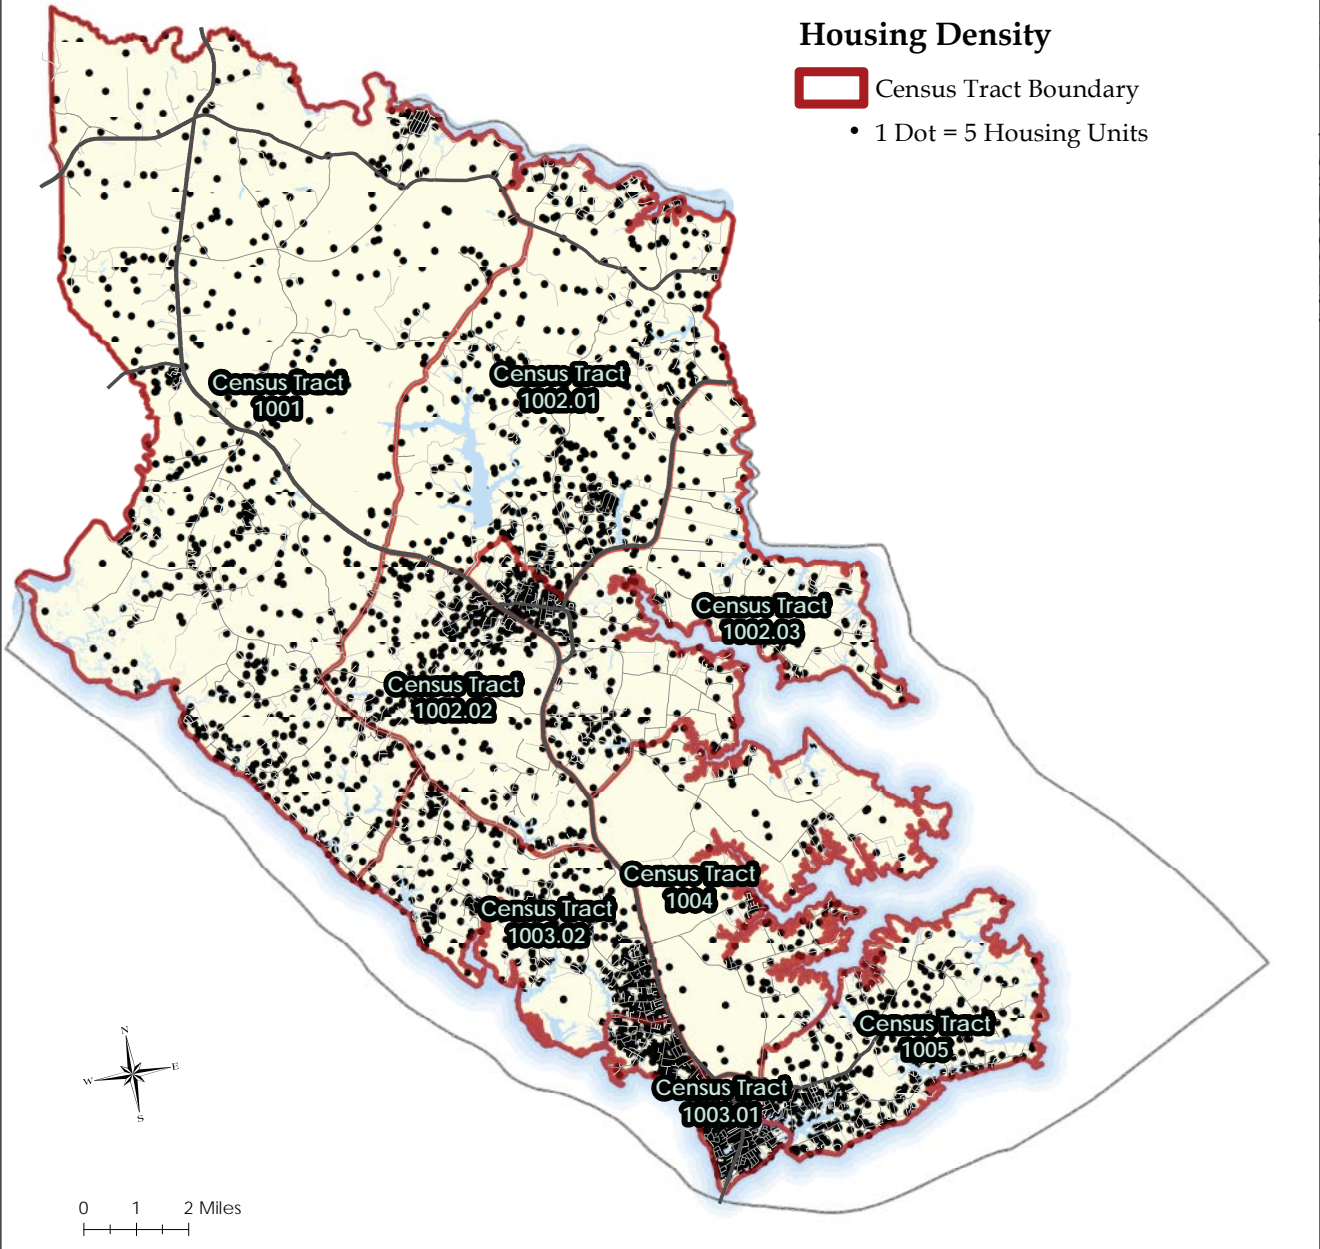 Housing Density
Census Tract Boundary
1 Dot = 5 Housing Units
Census Tract
1001
Census Tract
1002.01
Census Tract
1002.03
Census Tract
1002.02
Census Tract
1004
Census Tract
1003.02
Census Tract
1005
Census Tract
1003.01
N
W E
S
0 1 2 Miles